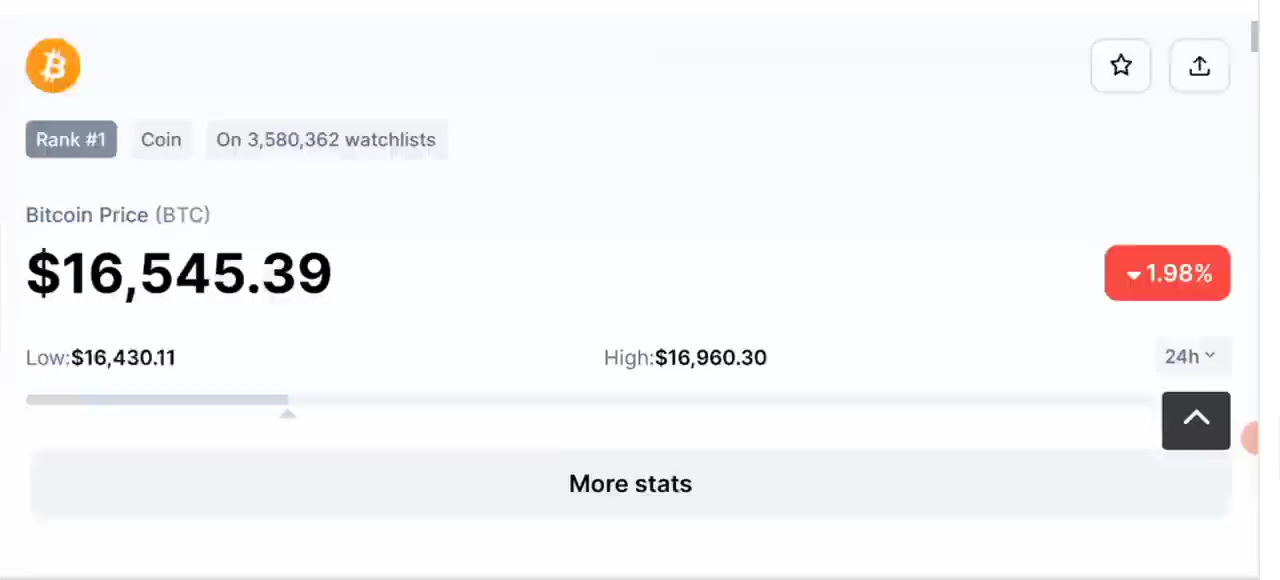 Rank #1 Coin On 3,580,362 watchlists
Bitcoin Price (BTC)
$16,545.39 1.98%
Low:$16,430.11 High:$16,960.30 24h
More stats